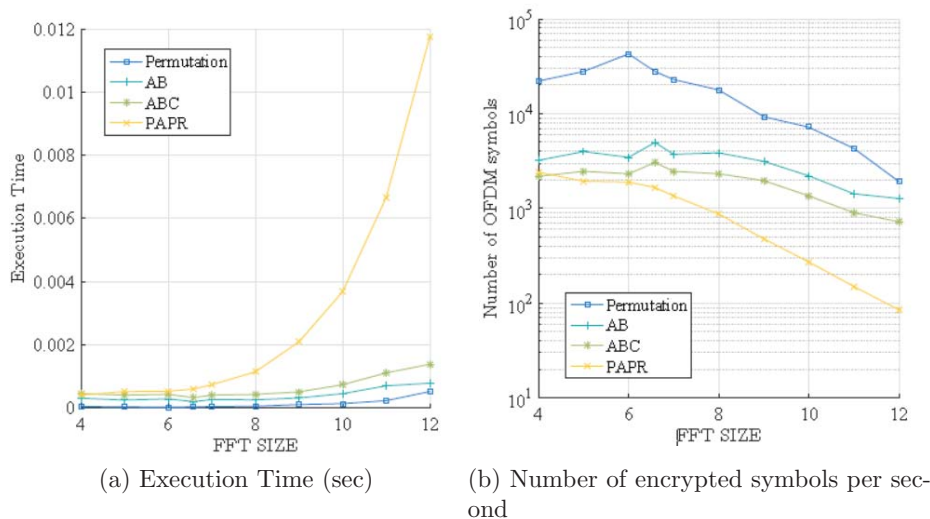 0.012
0.01
0.008
0.006
0.004
0.002
0
Execution Time
Permutation
AB
ABC
PAPR
4 6 8 10 12
FFT SIZE
(a) Execution Time (sec)
10^5
10^4
10^3
10^2
10^1
Number of OFDM symbols
Permutation
AB
ABC
PAPR
4 6 8 10 12
FFT SIZE
(b) Number of encrypted symbols per sec-
ond